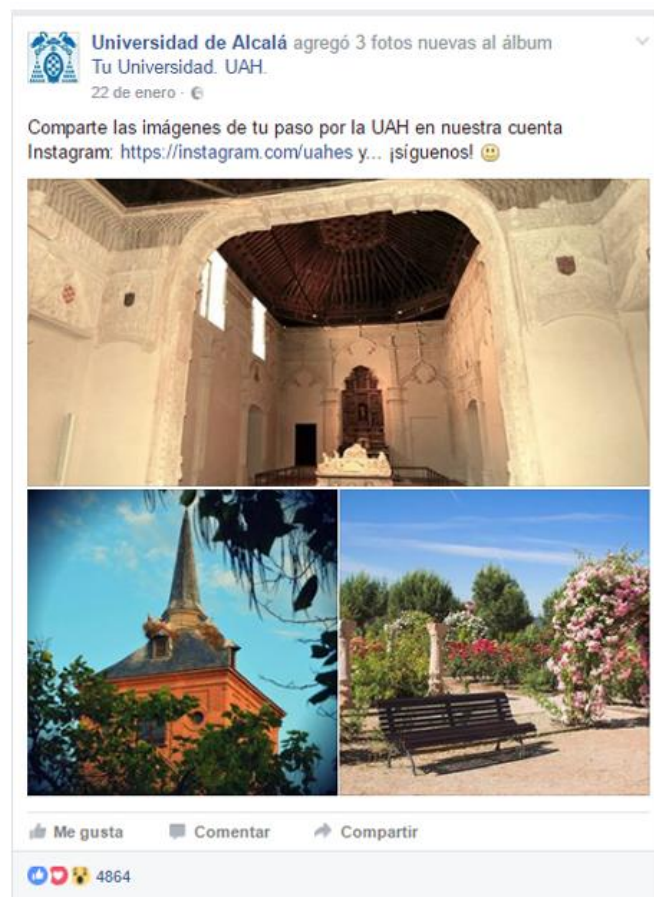 Universidad de Alcalá agregó 3 fotos nuevas al álbum
Tu Universidad. UAH.
22 de enero ·
Comparte las imágenes de tu paso por la UAH en nuestra cuenta
Instagram: https://instagram.com/uahes y... ¡síguenos!
Me gusta Comentar Compartir
4864